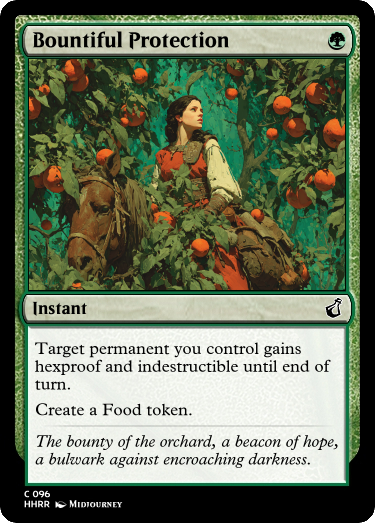 Bountiful Protection
Instant
Target permanent you control gains
hexproof and indestructible until end of
turn.
Create a Food token.
The bounty of the orchard, a beacon of hope,
a bulwark against encroaching darkness.
C 096
HHRR Midjourney